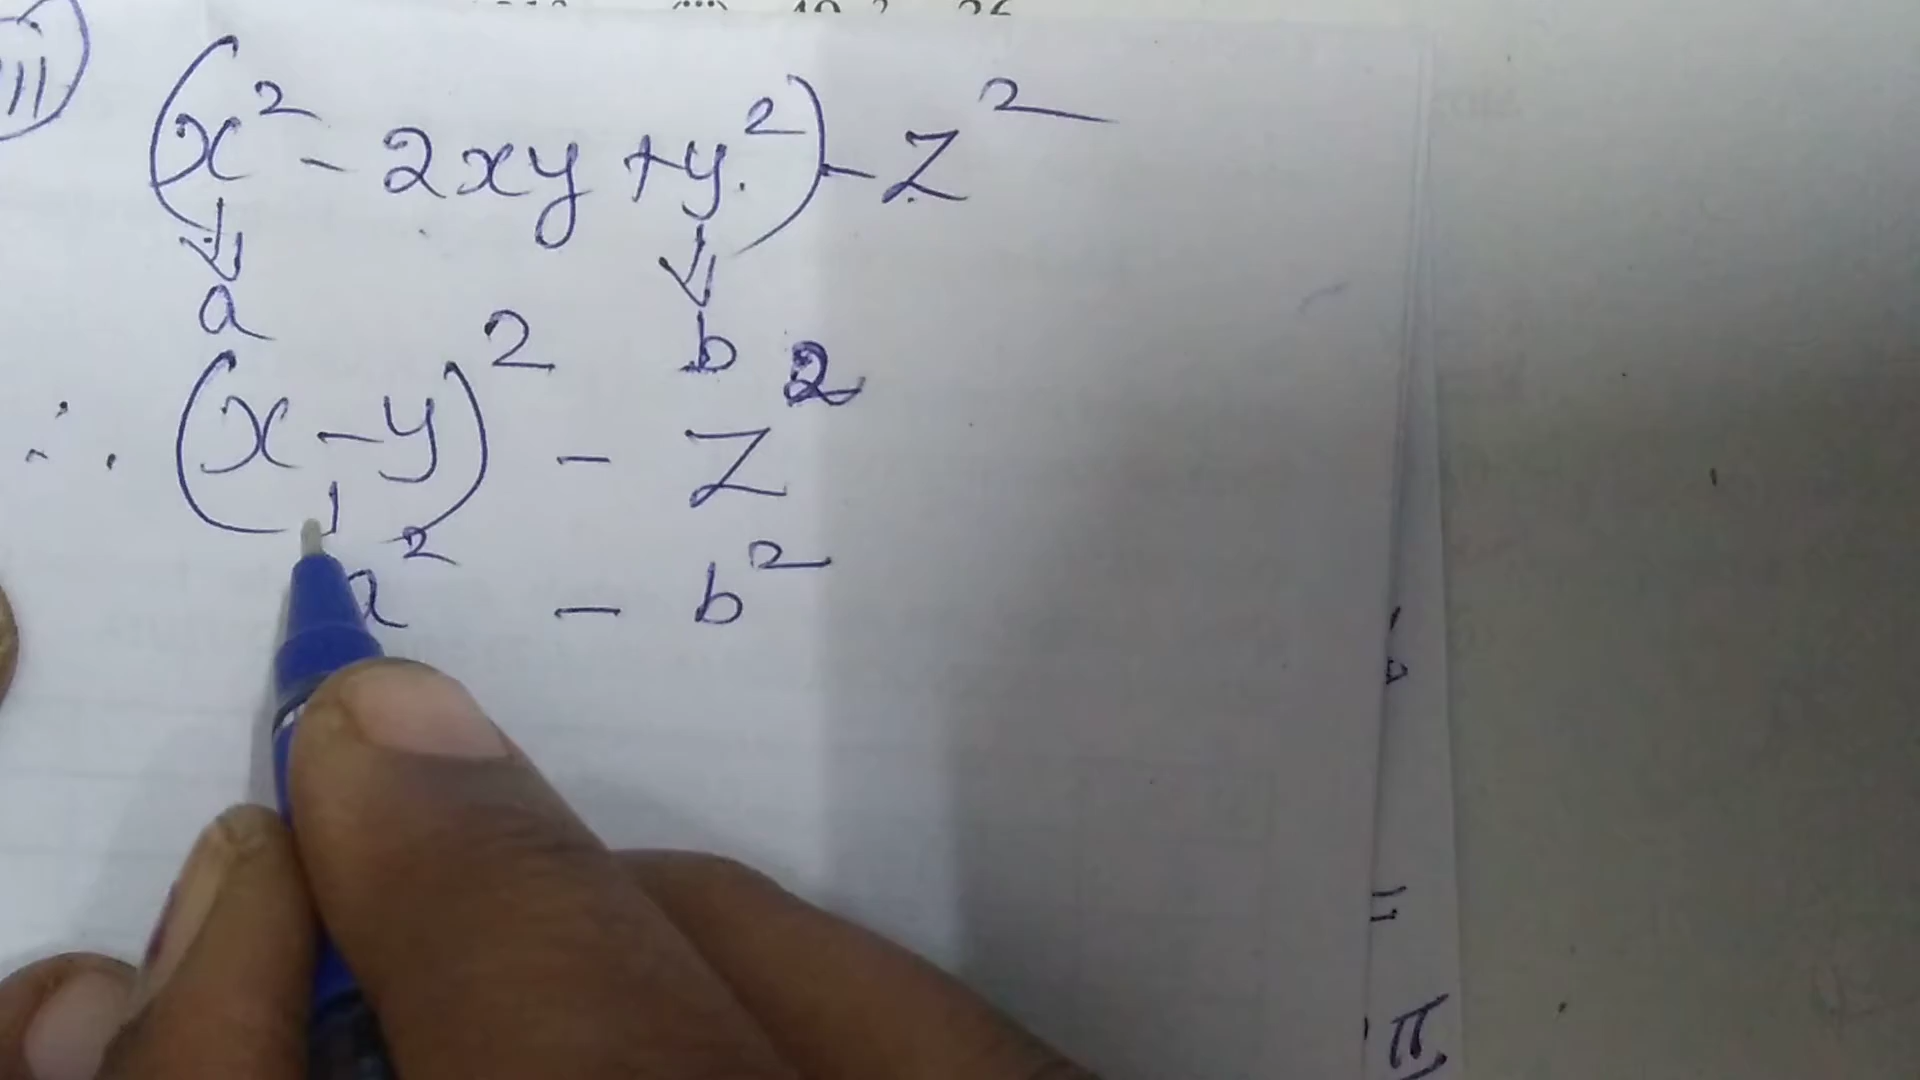 iii
(x² - 2xy + y²) - z²
a b
∴ (x - y)² - z²
a² - b²